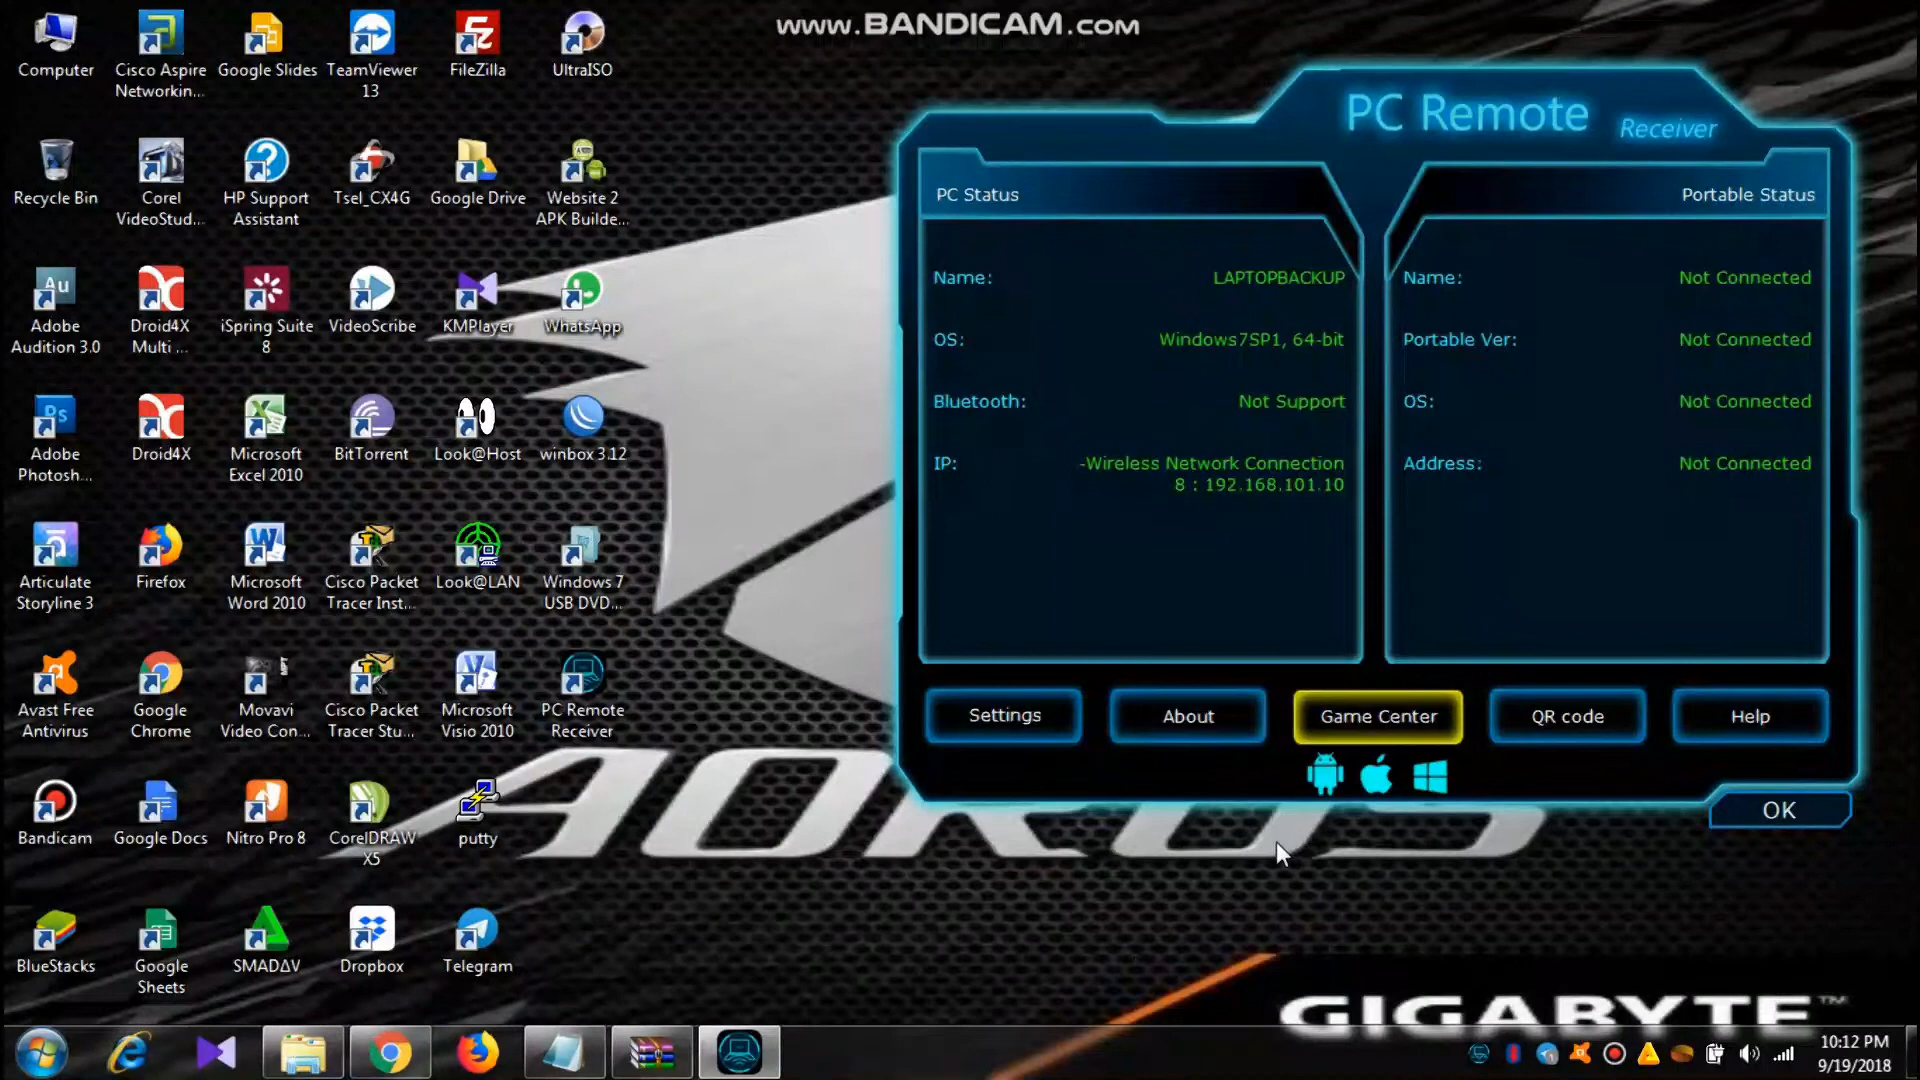 www.BANDICAM.com
Computer
Cisco Aspire
Networkin...
Google Slides
TeamViewer
13
FileZilla
UltraISO
Recycle Bin
Corel
VideoStud...
HP Support
Assistant
Tsel_CX4G
Google Drive
Website 2
APK Builde...
Au
Adobe
Audition 3.0
Droid4X
Multi ...
iSpring Suite
8
VideoScribe
KMPlayer
WhatsApp
Ps
Adobe
Photosh...
Droid4X
Microsoft
Excel 2010
BitTorrent
Look@Host
winbox 3.12
Articulate
Storyline 3
Firefox
Microsoft
Word 2010
Cisco Packet
Tracer Inst...
Look@LAN
Windows 7
USB DVD...
Avast Free
Antivirus
Google
Chrome
Movavi
Video Con...
Cisco Packet
Tracer Stu...
Microsoft
Visio 2010
PC Remote
Receiver
Bandicam
Google Docs
Nitro Pro 8
CorelDRAW
X5
putty
BlueStacks
Google
Sheets
SMADΔV
Dropbox
Telegram
PC Remote Receiver
PC Status
Name: LAPTOPBACKUP
OS: Windows7SP1, 64-bit
Bluetooth: Not Support
IP: -Wireless Network Connection
8 : 192.168.101.10
Portable Status
Name: Not Connected
Portable Ver: Not Connected
OS: Not Connected
Address: Not Connected
Settings
About
Game Center
QR code
Help
OK
AORUS
GIGABYTE™
10:12 PM
9/19/2018